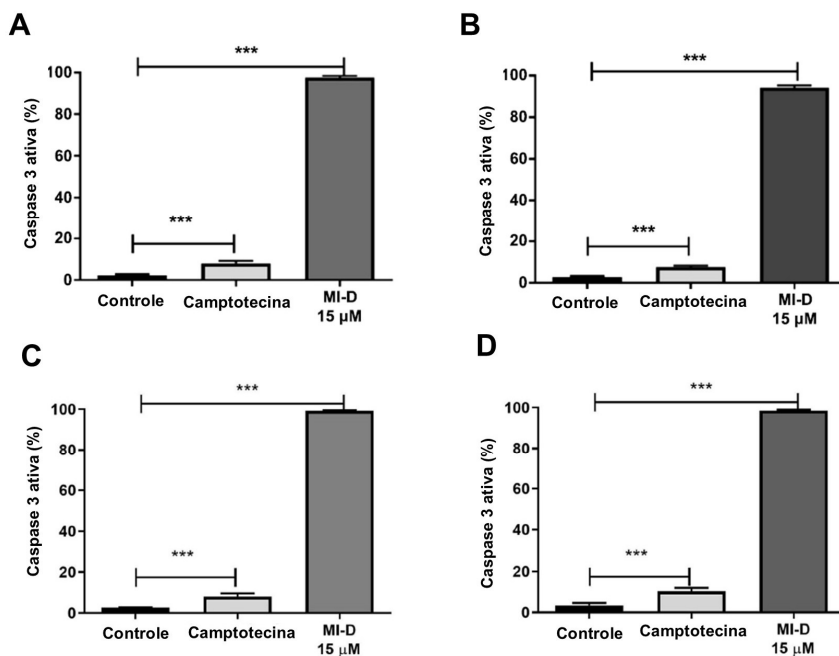 A
Caspase 3 ativa (%)
100
80
60
40
20
0
***
***
Controle
Camptotecina
MI-D
15 µM
B
Caspase 3 ativa (%)
100
80
60
40
20
0
***
***
Controle
Camptotecina
MI-D
15 µM
C
Caspase 3 ativa (%)
100
80
60
40
20
0
***
***
Controle
Camptotecina
MI-D
15 µM
D
Caspase 3 ativa (%)
100
80
60
40
20
0
***
***
Controle
Camptotecina
MI-D
15 µM